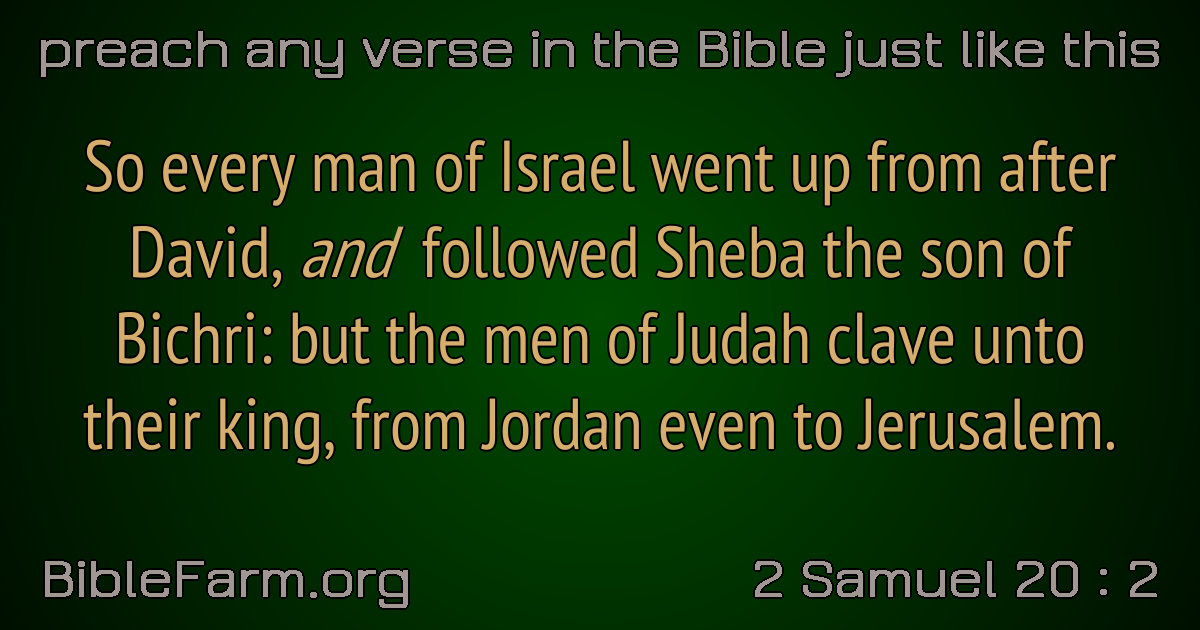 preach any verse in the Bible just like this
So every man of Israel went up from after
David, and followed Sheba the son of
Bichri: but the men of Judah clave unto
their king, from Jordan even to Jerusalem.
BibleFarm.org
2 Samuel 20 : 2